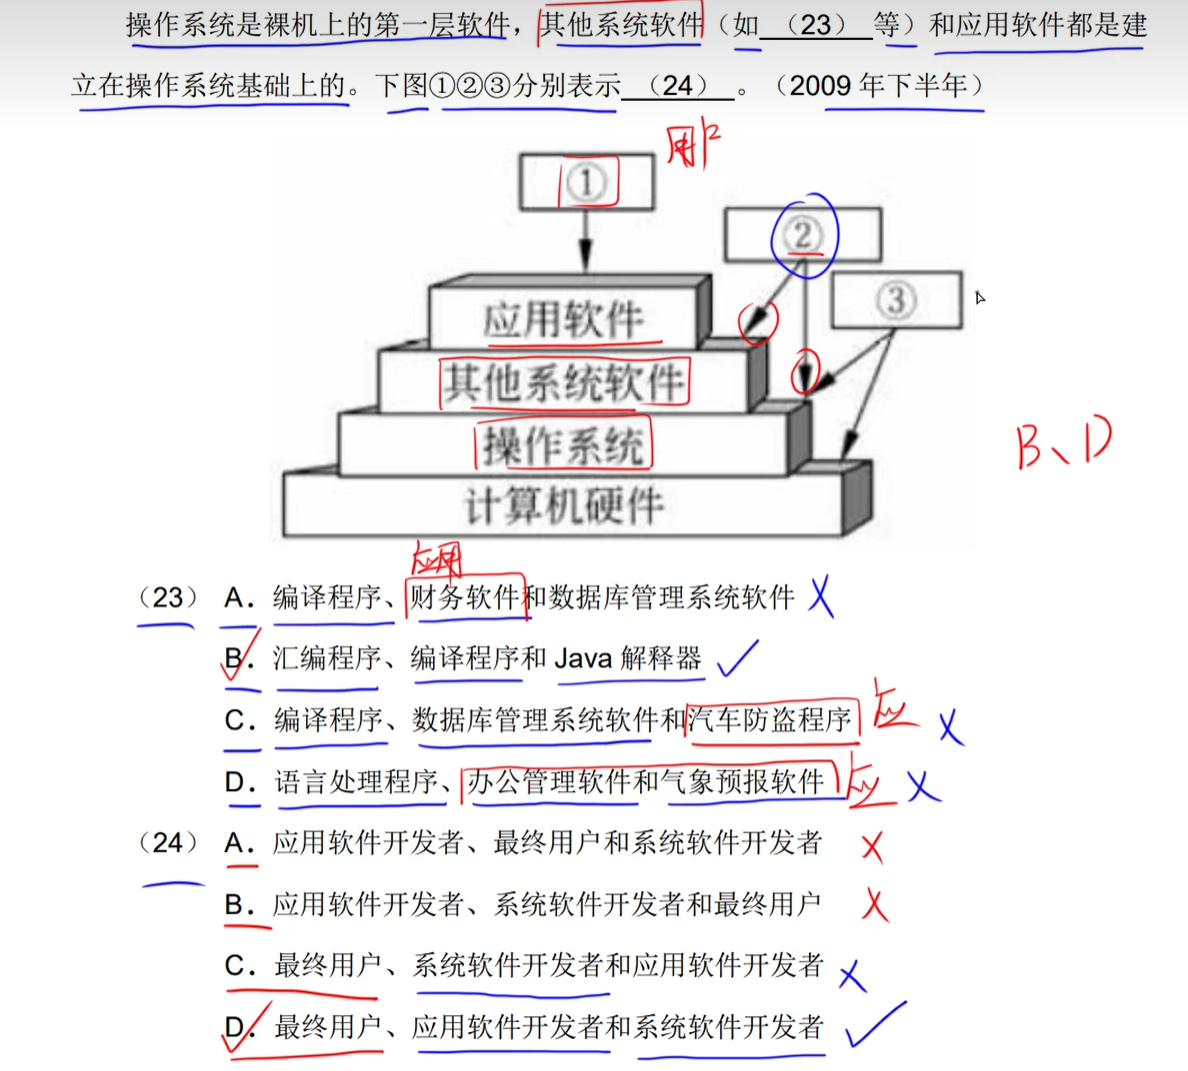 操作系统是裸机上的第一层软件，其他系统软件（如 （23） 等）和应用软件都是建
立在操作系统基础上的。下图①②③分别表示 （24） 。（2009 年下半年）
用户
①
②
③
应用软件
其他系统软件
操作系统
B、D
计算机硬件
应用
（23） A. 编译程序、财务软件和数据库管理系统软件 X
B. 汇编程序、编译程序和 Java 解释器 ✓
C. 编译程序、数据库管理系统软件和汽车防盗程序 应 X
D. 语言处理程序、办公管理软件和气象预报软件 应 X
（24） A. 应用软件开发者、最终用户和系统软件开发者 X
B. 应用软件开发者、系统软件开发者和最终用户 X
C. 最终用户、系统软件开发者和应用软件开发者 X
D. 最终用户、应用软件开发者和系统软件开发者 ✓